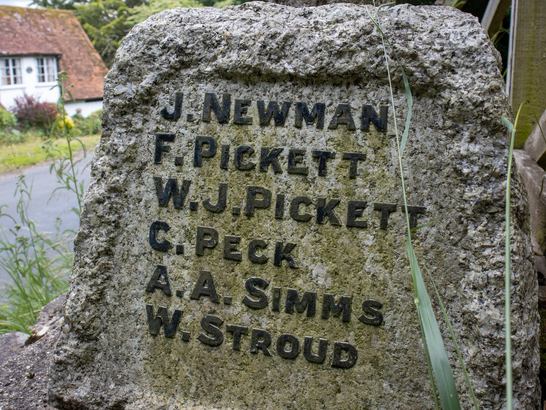 J. NEWMAN
F. PICKETT
W. J. PICKETT
C. PECK
A. A. SIMMS
W. STROUD